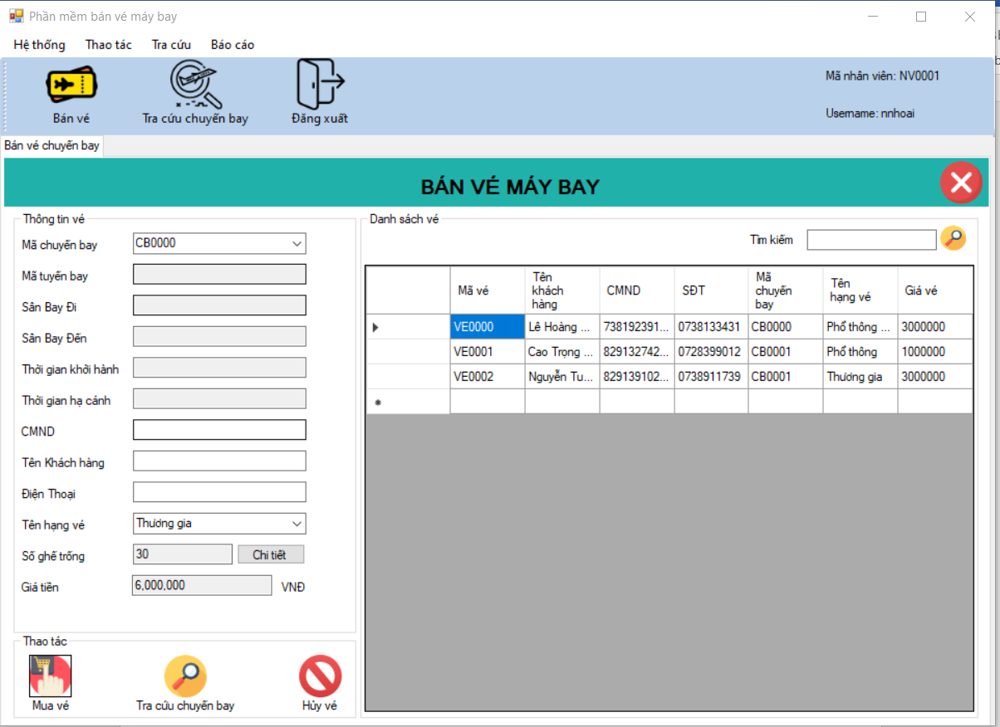 Phần mềm bán vé máy bay
Hệ thống Thao tác Tra cứu Báo cáo
Bán vé Tra cứu chuyến bay Đăng xuất
Mã nhân viên: NV0001
Username: nnhoai
Bán vé chuyến bay
BÁN VÉ MÁY BAY
Thông tin vé
Mã chuyến bay CB0000
Mã tuyến bay
Sân Bay Đi
Sân Bay Đến
Thời gian khởi hành
Thời gian hạ cánh
CMND
Tên Khách hàng
Điện Thoại
Tên hạng vé Thương gia
Số ghế trống 30 Chi tiết
Giá tiền 6,000,000 VNĐ
Thao tác
Mua vé Tra cứu chuyến bay Hủy vé
Danh sách vé
Tìm kiếm
Mã vé Tên khách hàng CMND SĐT Mã chuyến bay Tên hạng vé Giá vé
VE0000 Lê Hoàng ... 738192391... 0738133431 CB0000 Phổ thông ... 3000000
VE0001 Cao Trọng ... 829132742... 0728399012 CB0001 Phổ thông 1000000
VE0002 Nguyễn Tu... 829139102... 0738911739 CB0001 Thương gia 3000000